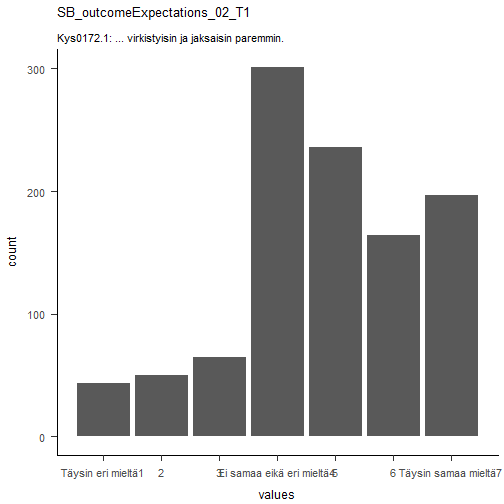 SB_outcomeExpectations_02_T1
Kys0172.1: ... virkistyisin ja jaksaisin paremmin.
300
200
100
0
count
Täysin eri mieltä1 2 3 Ei samaa eikä eri mieltä4 5 6 Täysin samaa mieltä7
values